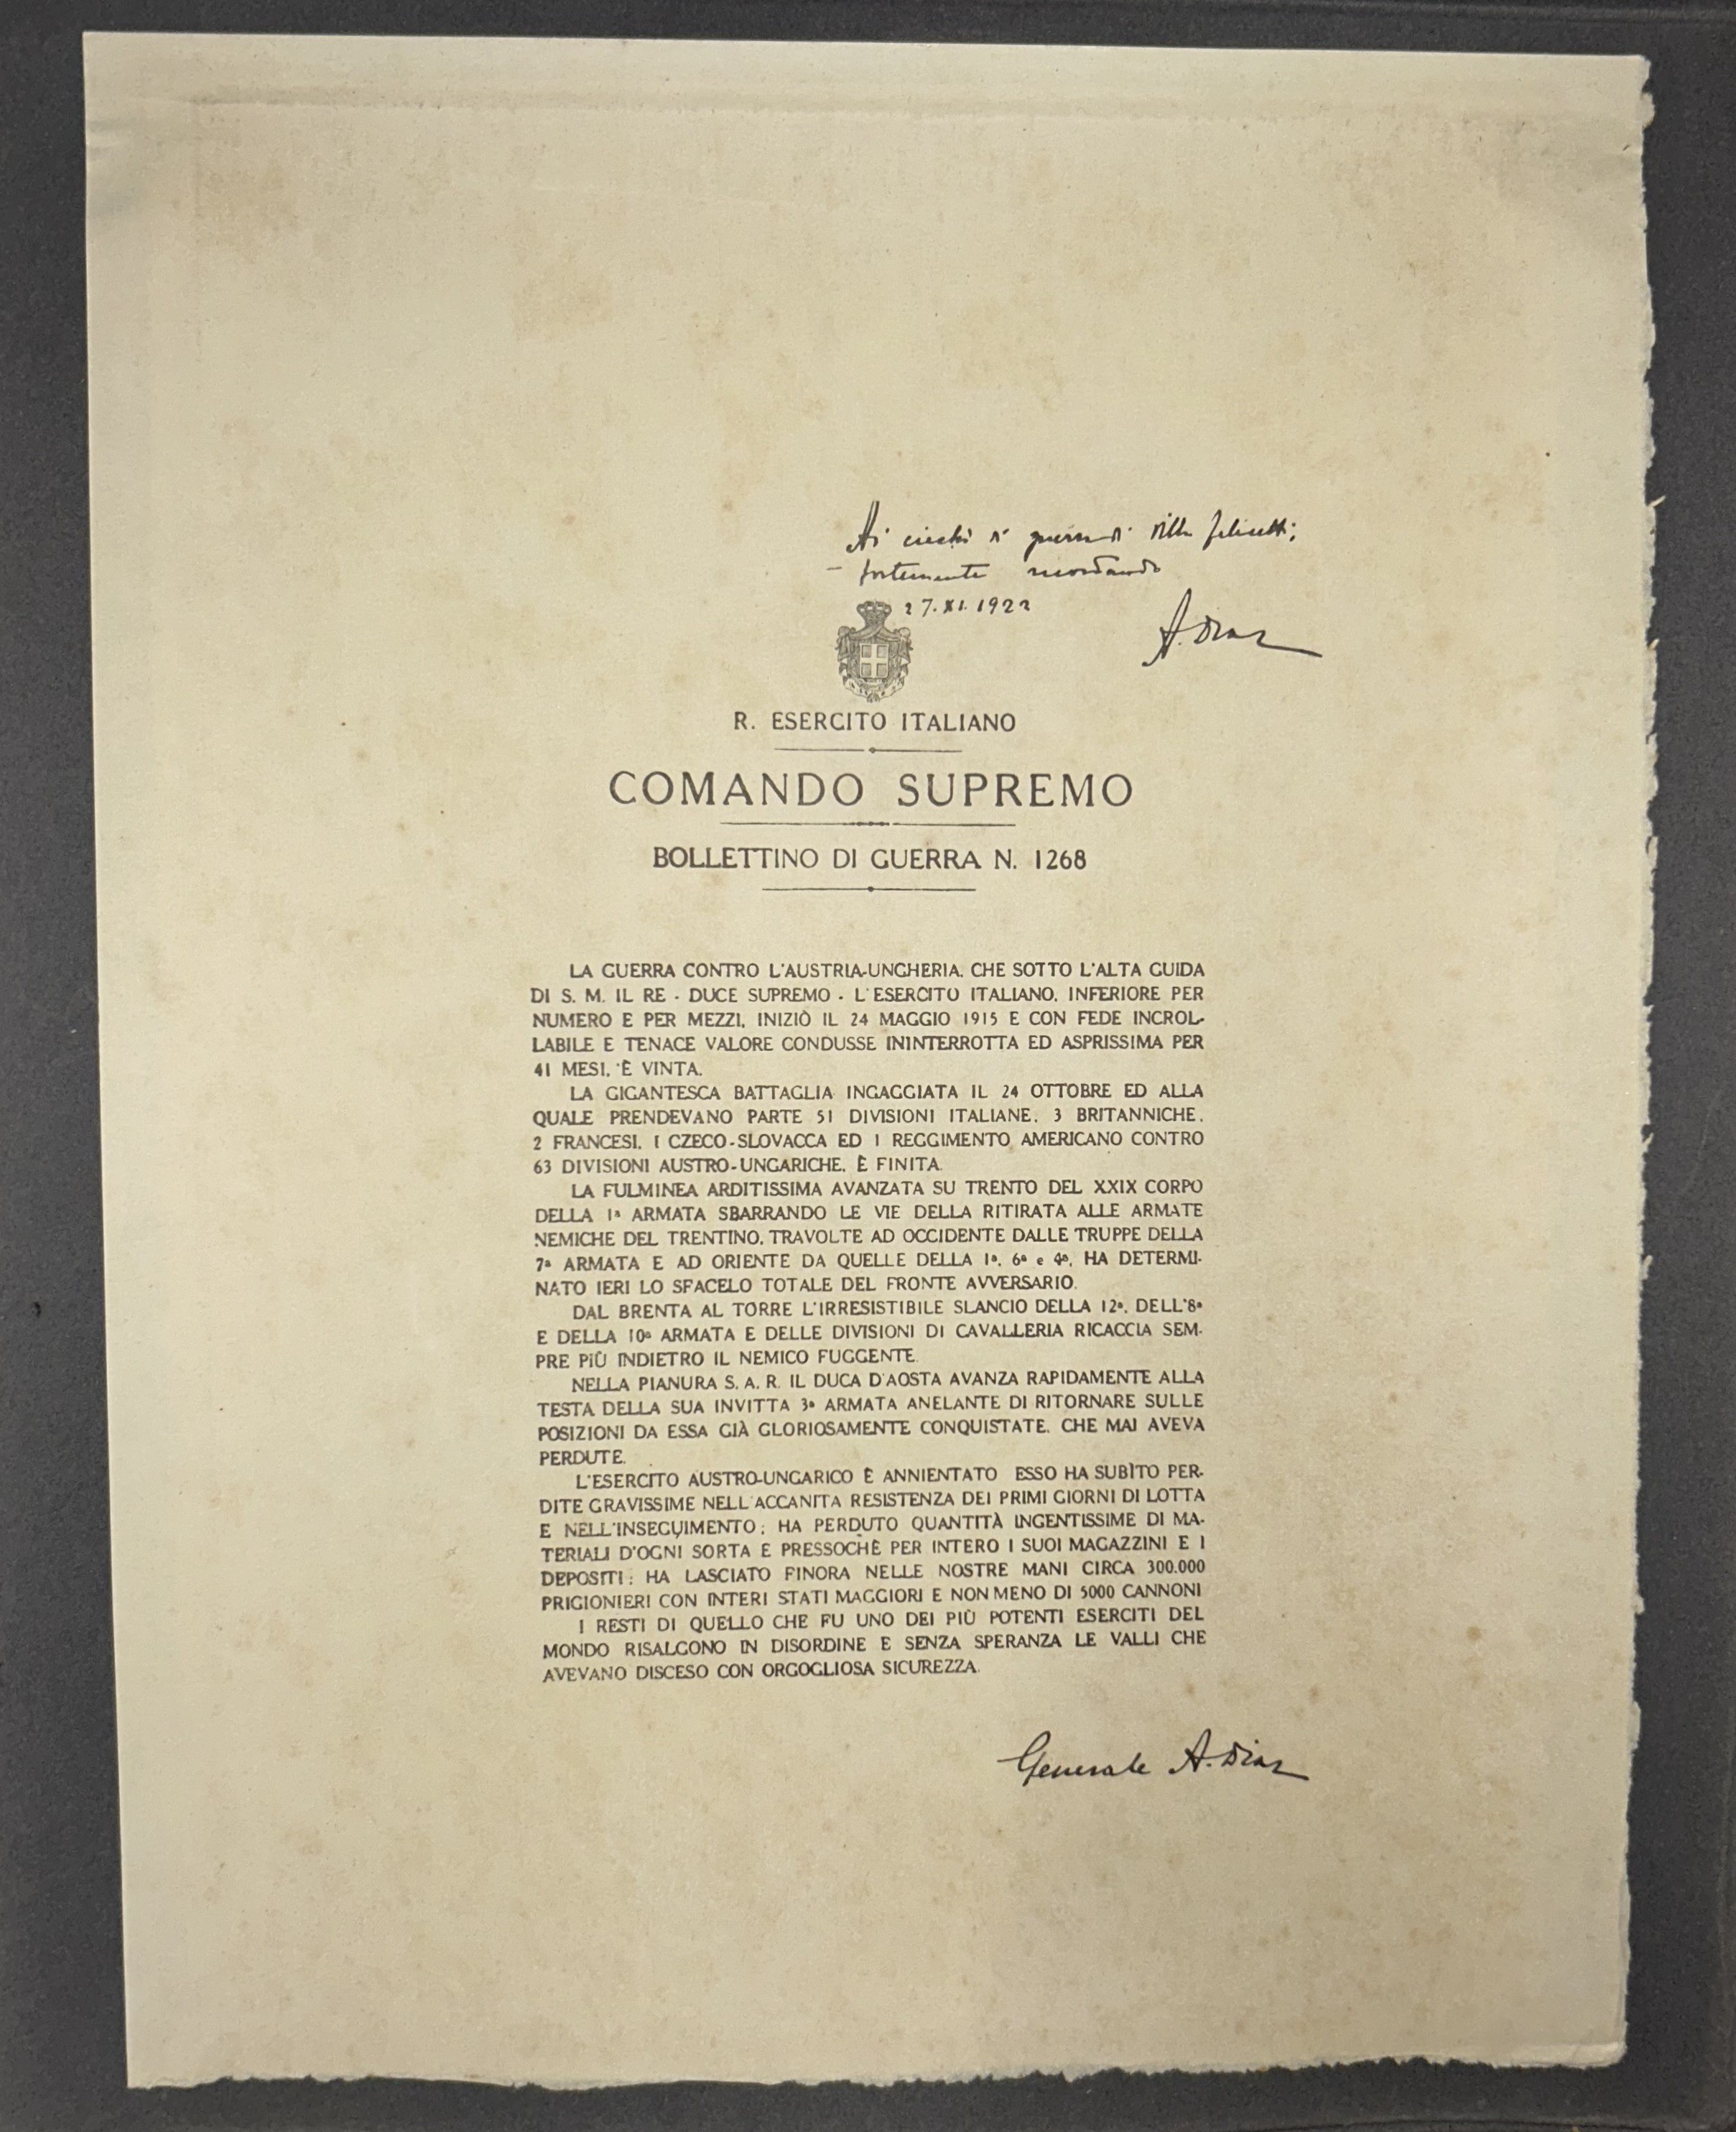 Ai ciechi di guerra di Villa
fortemente ricordando
27.XI.1922
A. Diaz
R. ESERCITO ITALIANO
COMANDO SUPREMO
BOLLETTINO DI GUERRA N. 1268
LA GUERRA CONTRO L'AUSTRIA-UNGHERIA, CHE SOTTO L'ALTA GUIDA
DI S. M. IL RE - DUCE SUPREMO - L'ESERCITO ITALIANO, INFERIORE PER
NUMERO E PER MEZZI, INIZIÒ IL 24 MAGGIO 1915 E CON FEDE INCROL-
LABILE E TENACE VALORE CONDUSSE ININTERROTTA ED ASPRISSIMA PER
41 MESI, È VINTA.
LA GIGANTESCA BATTAGLIA INGAGGIATA IL 24 OTTOBRE ED ALLA
QUALE PRENDEVANO PARTE 51 DIVISIONI ITALIANE, 3 BRITANNICHE,
2 FRANCESI, 1 CZECO-SLOVACCA ED 1 REGGIMENTO AMERICANO CONTRO
63 DIVISIONI AUSTRO-UNGARICHE, È FINITA.
LA FULMINEA ARDITISSIMA AVANZATA SU TRENTO DEL XXIX CORPO
DELLA 1ª ARMATA SBARRANDO LE VIE DELLA RITIRATA ALLE ARMATE
NEMICHE DEL TRENTINO, TRAVOLTE AD OCCIDENTE DALLE TRUPPE DELLA
7ª ARMATA E AD ORIENTE DA QUELLE DELLA 1ª, 6ª e 4ª, HA DETERMI-
NATO IERI LO SFACELO TOTALE DEL FRONTE AVVERSARIO.
DAL BRENTA AL TORRE L'IRRESISTIBILE SLANCIO DELLA 12ª, DELL'8ª
E DELLA 10ª ARMATA E DELLE DIVISIONI DI CAVALLERIA RICACCIA SEM-
PRE PIÙ INDIETRO IL NEMICO FUGGENTE.
NELLA PIANURA S. A. R. IL DUCA D'AOSTA AVANZA RAPIDAMENTE ALLA
TESTA DELLA SUA INVITTA 3ª ARMATA ANELANTE DI RITORNARE SULLE
POSIZIONI DA ESSA GIÀ GLORIOSAMENTE CONQUISTATE, CHE MAI AVEVA
PERDUTE.
L'ESERCITO AUSTRO-UNGARICO È ANNIENTATO ESSO HA SUBÌTO PER-
DITE GRAVISSIME NELL'ACCANITA RESISTENZA DEI PRIMI GIORNI DI LOTTA
E NELL'INSEGUIMENTO; HA PERDUTO QUANTITÀ INGENTISSIME DI MA-
TERIALI D'OGNI SORTA E PRESSOCHÈ PER INTERO I SUOI MAGAZZINI E I
DEPOSITI; HA LASCIATO FINORA NELLE NOSTRE MANI CIRCA 300.000
PRIGIONIERI CON INTERI STATI MAGGIORI E NON MENO DI 5000 CANNONI
I RESTI DI QUELLO CHE FU UNO DEI PIÙ POTENTI ESERCITI DEL
MONDO RISALGONO IN DISORDINE E SENZA SPERANZA LE VALLI CHE
AVEVANO DISCESO CON ORGOGLIOSA SICUREZZA.
Generale A. Diaz